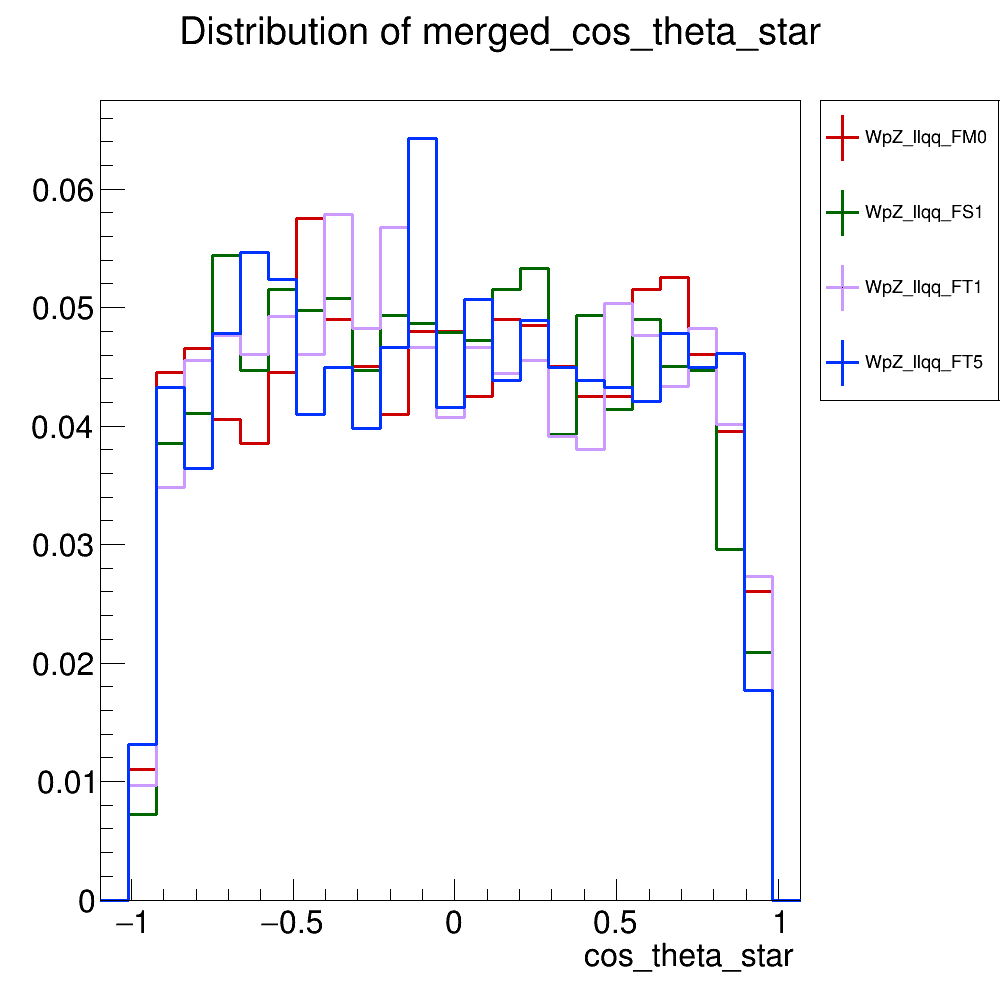 Distribution of merged_cos_theta_star
WpZ_llqq_FM0
WpZ_llqq_FS1
WpZ_llqq_FT1
WpZ_llqq_FT5
0.06
0.05
0.04
0.03
0.02
0.01
0
−1
−0.5
0
0.5
1
cos_theta_star